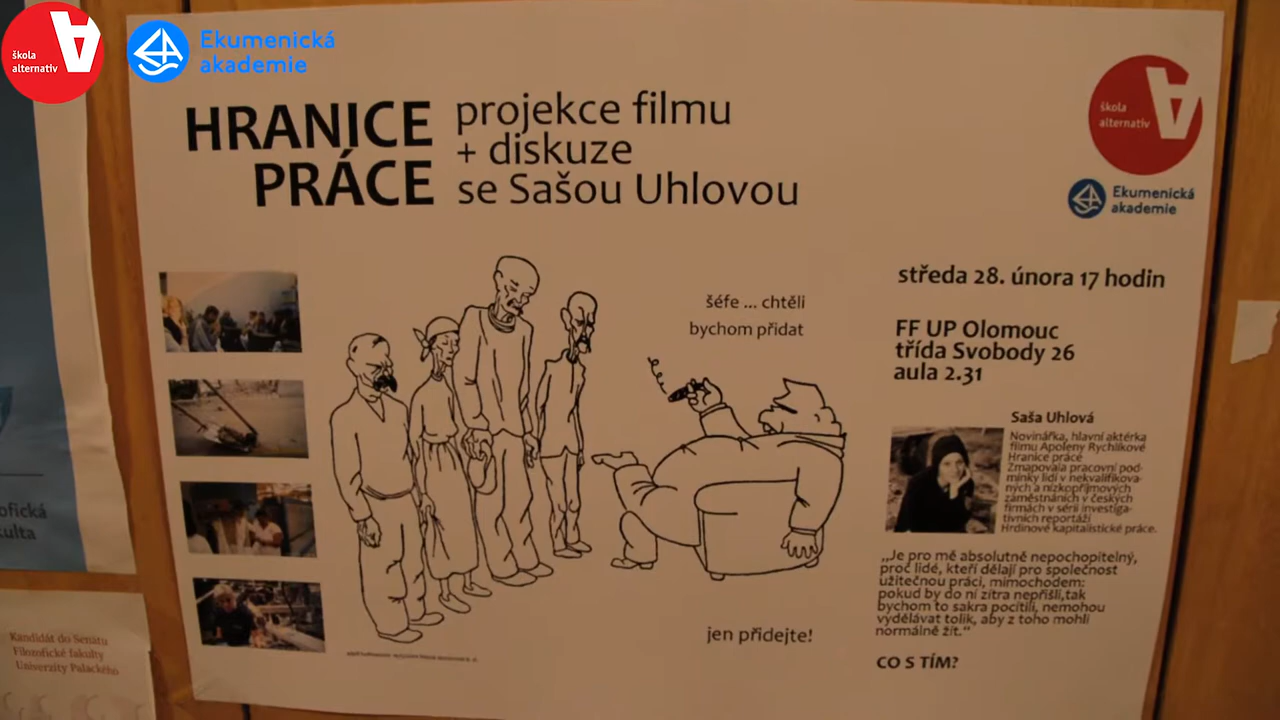 škola
alternativ
Ekumenická
akademie
HRANICE
PRÁCE
projekce filmu
+ diskuze
se Sašou Uhlovou
škola
alternativ
Ekumenická
akademie
středa 28. února 17 hodin
FF UP Olomouc
třída Svobody 26
aula 2.31
šéfe ... chtěli
bychom přidat
jen přidejte!
Saša Uhlová
Novinářka, hlavní aktérka
filmu Apoleny Rychlíkové
Hranice práce
Zmapovala pracovní pod-
mínky lidí v nekvalifikova-
ných a nízkopříjmových
zaměstnáních v českých
firmách v sérii investiga-
tivních reportáží
Hrdinové kapitalistické práce.
„Je pro mě absolutně nepochopitelný,
proč lidé, kteří dělají pro společnost
užitečnou práci, mimochodem:
pokud by do ní zítra nepřišli,tak
bychom to sakra pocítili, nemohou
vydělávat tolik, aby z toho mohli
normálně žít.“
CO S TÍM?
ofická
ulta
Kandidát do Senátu
Filozofické fakulty
Univerzity Palackého